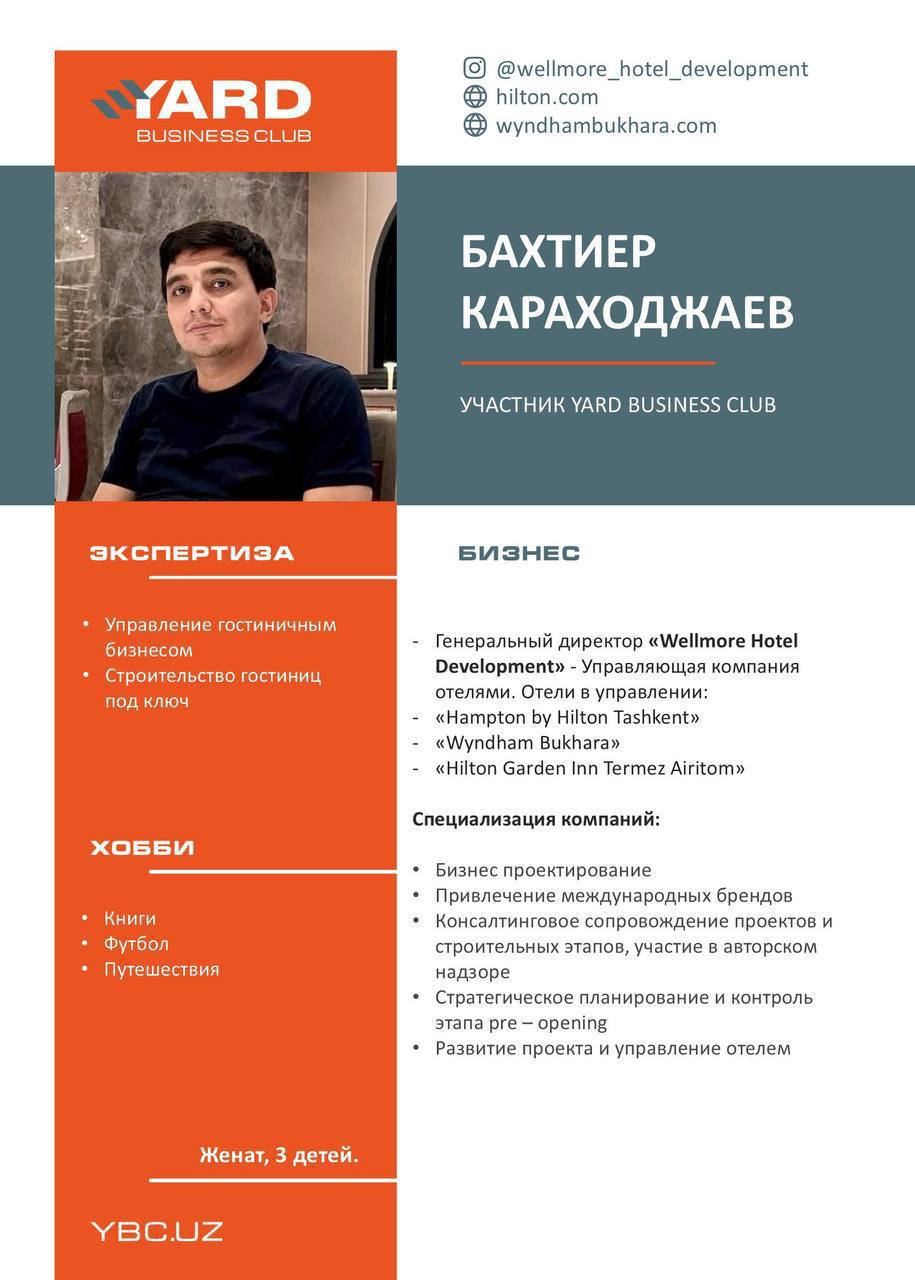 YARD
BUSINESS CLUB
@wellmore_hotel_development
hilton.com
wyndhambukhara.com
БАХТИЕР
КАРАХОДЖАЕВ
УЧАСТНИК YARD BUSINESS CLUB
ЭКСПЕРТИЗА
• Управление гостиничным
бизнесом
• Строительство гостиниц
под ключ
ХОББИ
• Книги
• Футбол
• Путешествия
Женат, 3 детей.
YBC.UZ
БИЗНЕС
- Генеральный директор «Wellmore Hotel
Development» - Управляющая компания
отелями. Отели в управлении:
- «Hampton by Hilton Tashkent»
- «Wyndham Bukhara»
- «Hilton Garden Inn Termez Airitom»
Специализация компаний:
• Бизнес проектирование
• Привлечение международных брендов
• Консалтинговое сопровождение проектов и
строительных этапов, участие в авторском
надзоре
• Стратегическое планирование и контроль
этапа pre – opening
• Развитие проекта и управление отелем